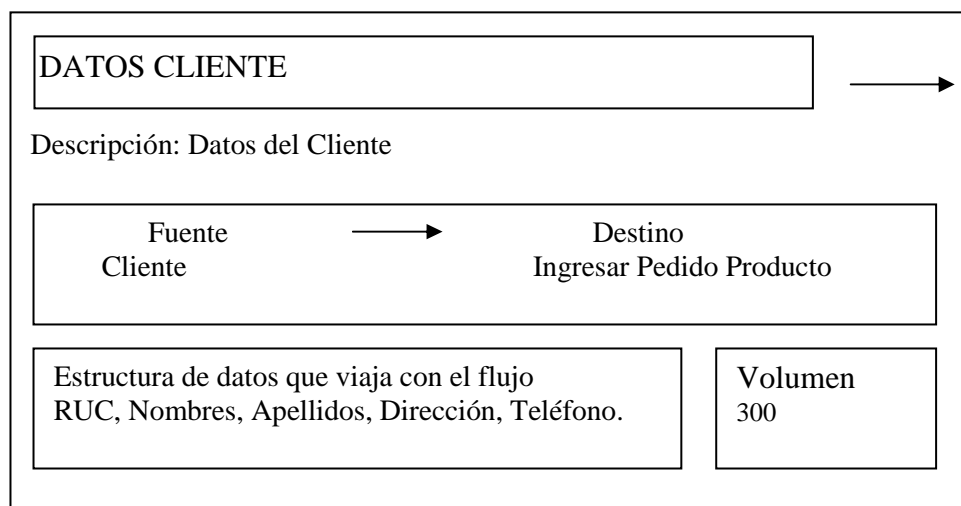 DATOS CLIENTE
Descripción: Datos del Cliente
Fuente Destino
Cliente Ingresar Pedido Producto
Estructura de datos que viaja con el flujo
RUC, Nombres, Apellidos, Dirección, Teléfono.
Volumen
300